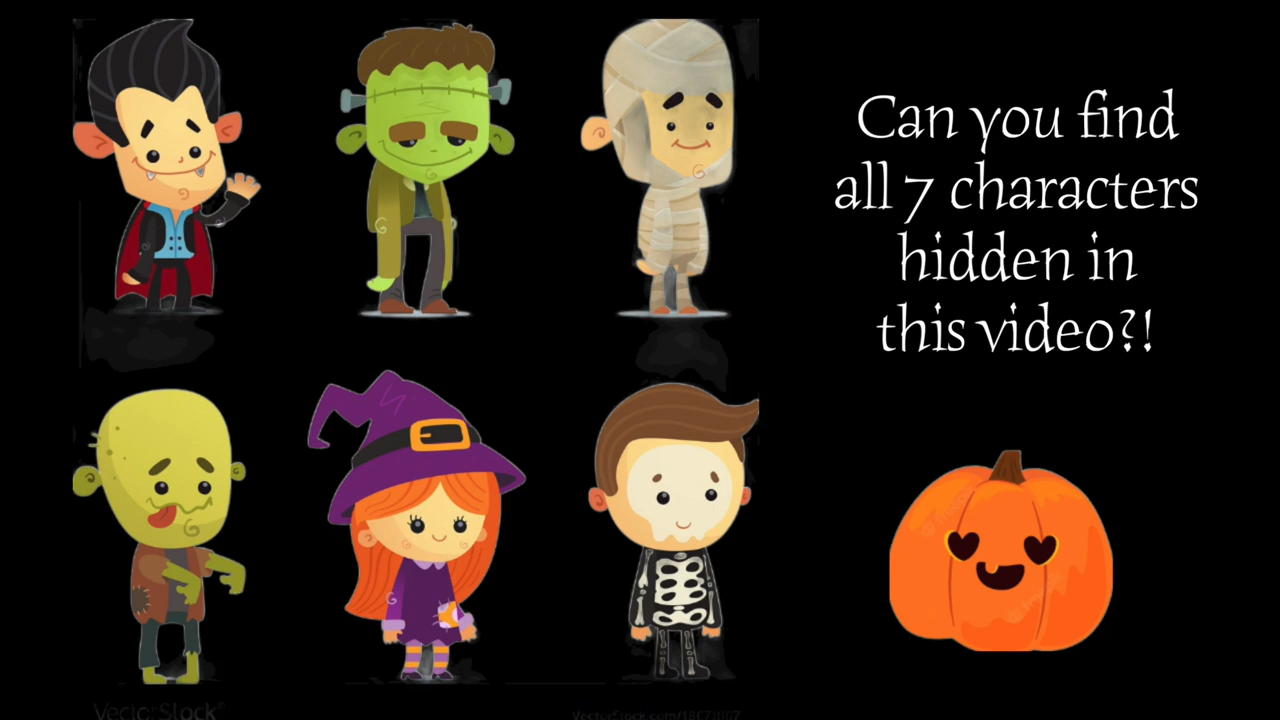 Can you find
all 7 characters
hidden in
this video?!
VectorStock®